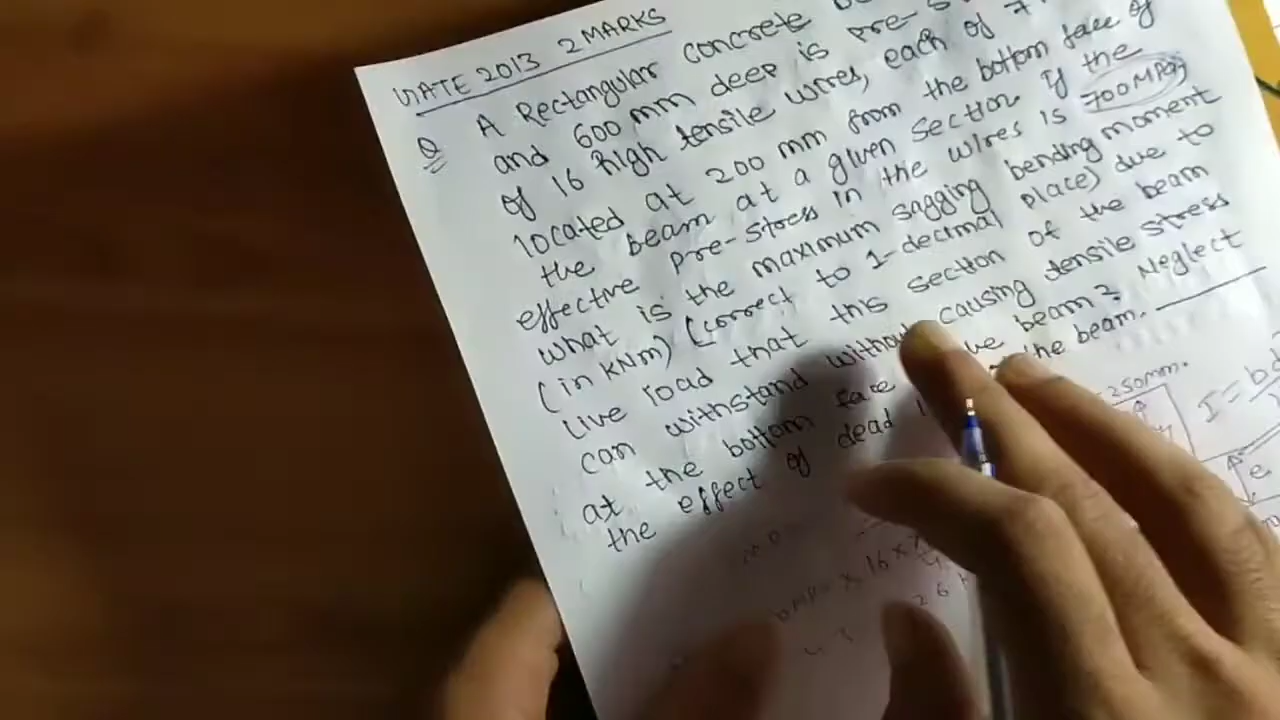 GATE 2013 2 MARKS
Q A Rectangular concrete
and 600 mm deep is pre-s
of 16 high tensile wires, each of 7
located at 200 mm from the bottom face of
the beam at a given section. If the
effective pre-stress in the wires is 700MPa,
what is the maximum sagging bending moment
(in kNm) (correct to 1-decimal place) due to
live load that this section of the beam
can withstand without causing tensile stress
at the bottom face beam? Neglect
the effect of dead the beam.
250mm.
I =
e